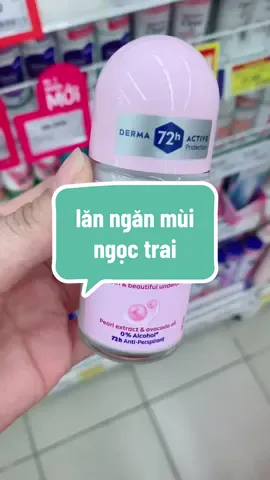 MỚI
DERMA 72h ACTIVE
Protection
lăn ngăn mùi
ngọc trai
& beautiful
Pearl extract & avocado oil
0% Alcohol*
72h Anti-Perspirant